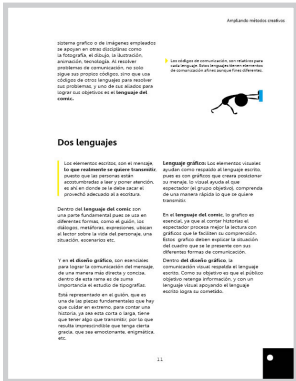 Ampliando métodos creativos
sistema grafico o de imágenes empleados
se apoyan en otras disciplinas como
la fotografía, el dibujo, la ilustración
animación, tecnología. Al resolver
problemas de comunicación, no solo
sigue sus propios códigos, sino que usa
códigos de otros lenguajes para resolver
sus problemas, y uno de sus aliados para
lograr sus objetivos es el lenguaje del
comic.
Los códigos de comunicación, son relativos para
cada lenguaje. Estos lenguajes tienen elementos
de comunicación afines aunque fines diferentes.
Dos lenguajes
Los elementos escritos, son el mensaje,
lo que realmente se quiere transmitir,
puesto que las personas están
acostumbradas a leer y poner atención,
es ahí en donde se le debe sacar el
provecho adecuado al a escritura.
Dentro del lenguaje del comic son
una parte fundamental pues se usa en
diferentes formas, como el guión, los
diálogos, metáforas, expresiones, ubican
al lector sobre la vida del personaje, una
situación, escenarios etc.
Y en el diseño gráfico, son esenciales
para lograr la comunicación del mensaje
de una manera más directa y concisa,
dentro de esta rama es de suma
importancia el estudio de tipografías.
Está representado en el guión, que es
una de las piezas fundamentales que hay
que cuidar en extremo, para contar una
historia, ya sea esta corta o larga, tiene
que tener algo que transmitir, por lo que
resulta imprescindible que tenga cierta
gracia, que sea emocionante, enigmática
etc.
Lenguaje gráfico: Los elementos visuales
ayudan como respaldo al lenguaje escrito,
pues es con gráficos que creara posicionar
su mensaje, lo visual ayuda al que
espectador (el grupo objetivo), comprenda
de una manera rápida lo que se quiere
transmitir.
En el lenguaje del comic, lo grafico es
esencial, ya que al contar historias el
espectador procesa mejor la lectura con
gráficos que le faciliten su comprensión.
Estos gráfico deben explicar la situación
del cuadro que se le presente con sus
diferentes formas de comunicación.
Dentro del diseño gráfico, la
comunicación visual respalda el lenguaje
escrito. Como su objetivo es que el público
objetivo retenga información, y con un
lenguaje visual apoyando el lenguaje
escrito logra su cometido.
11